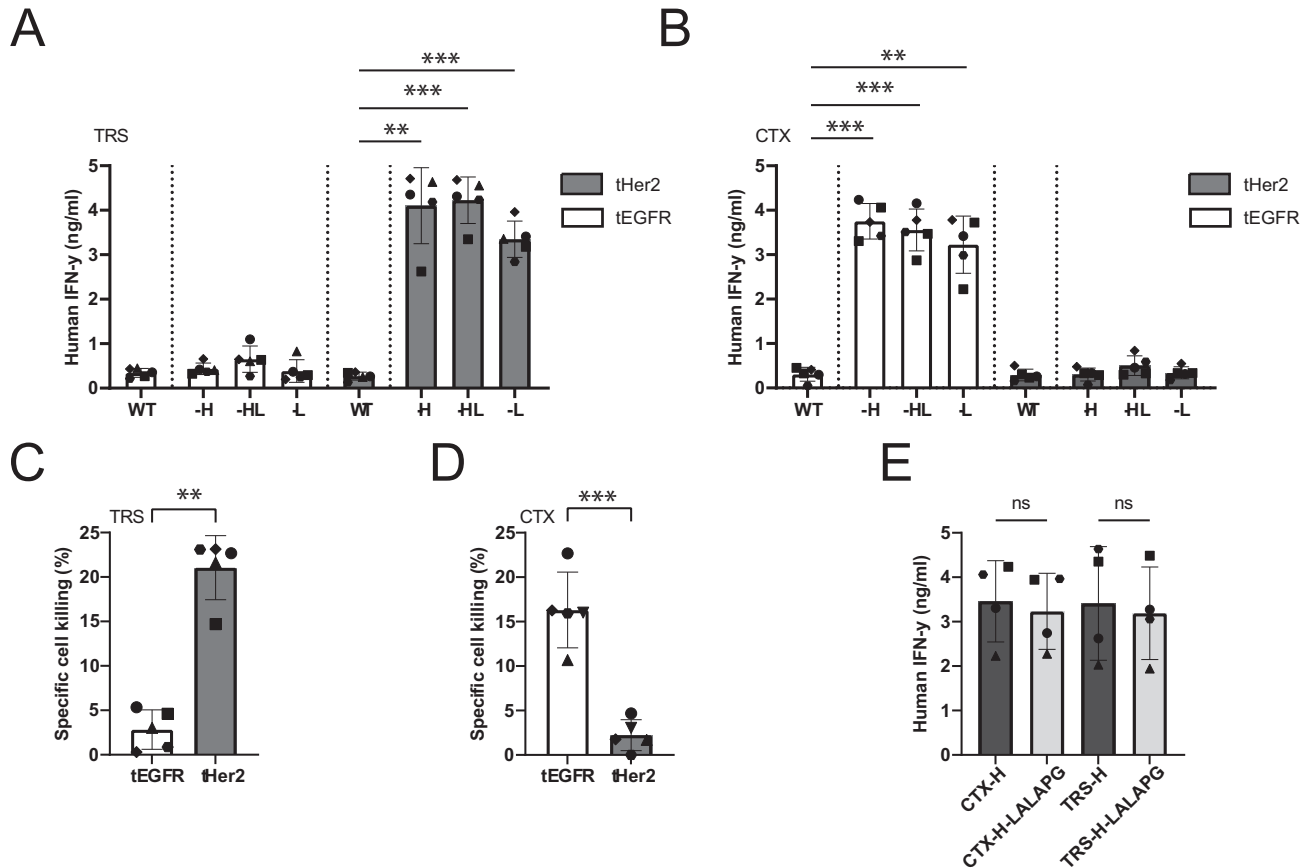 A
B
***
***
**
TRS
**
***
***
CTX
Human IFN-y (ng/ml)
5
4
3
2
1
0
WT
-H
-HL
-L
WT
-H
-HL
-L
tHer2
tEGFR
Human IFN-y (ng/ml)
5
4
3
2
1
0
WT
-H
-HL
-L
WT
-H
-HL
-L
tHer2
tEGFR
C
D
E
TRS
**
Specific cell killing (%)
25
20
15
10
5
0
tEGFR
tHer2
CTX
***
Specific cell killing (%)
25
20
15
10
5
0
tEGFR
tHer2
ns
ns
Human IFN-y (ng/ml)
5
4
3
2
1
0
CTX-H
CTX-H-LALAPG
TRS-H
TRS-H-LALAPG